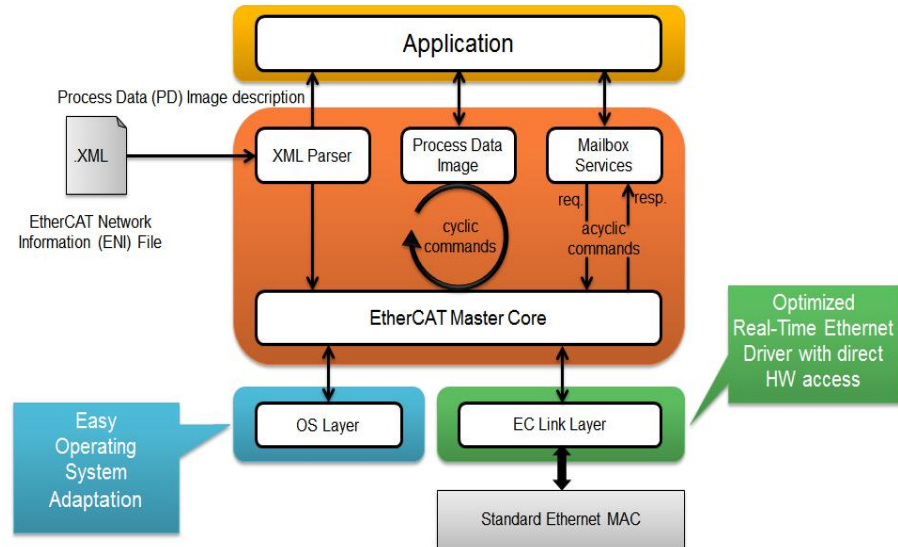 Application
Process Data (PD) Image description
.XML
XML Parser
Process Data
Image
Mailbox
Services
req.
resp.
cyclic
commands
acyclic
commands
EtherCAT Network
Information (ENI) File
EtherCAT Master Core
Optimized
Real-Time Ethernet
Driver with direct
HW access
Easy
Operating
System
Adaptation
OS Layer
EC Link Layer
Standard Ethernet MAC